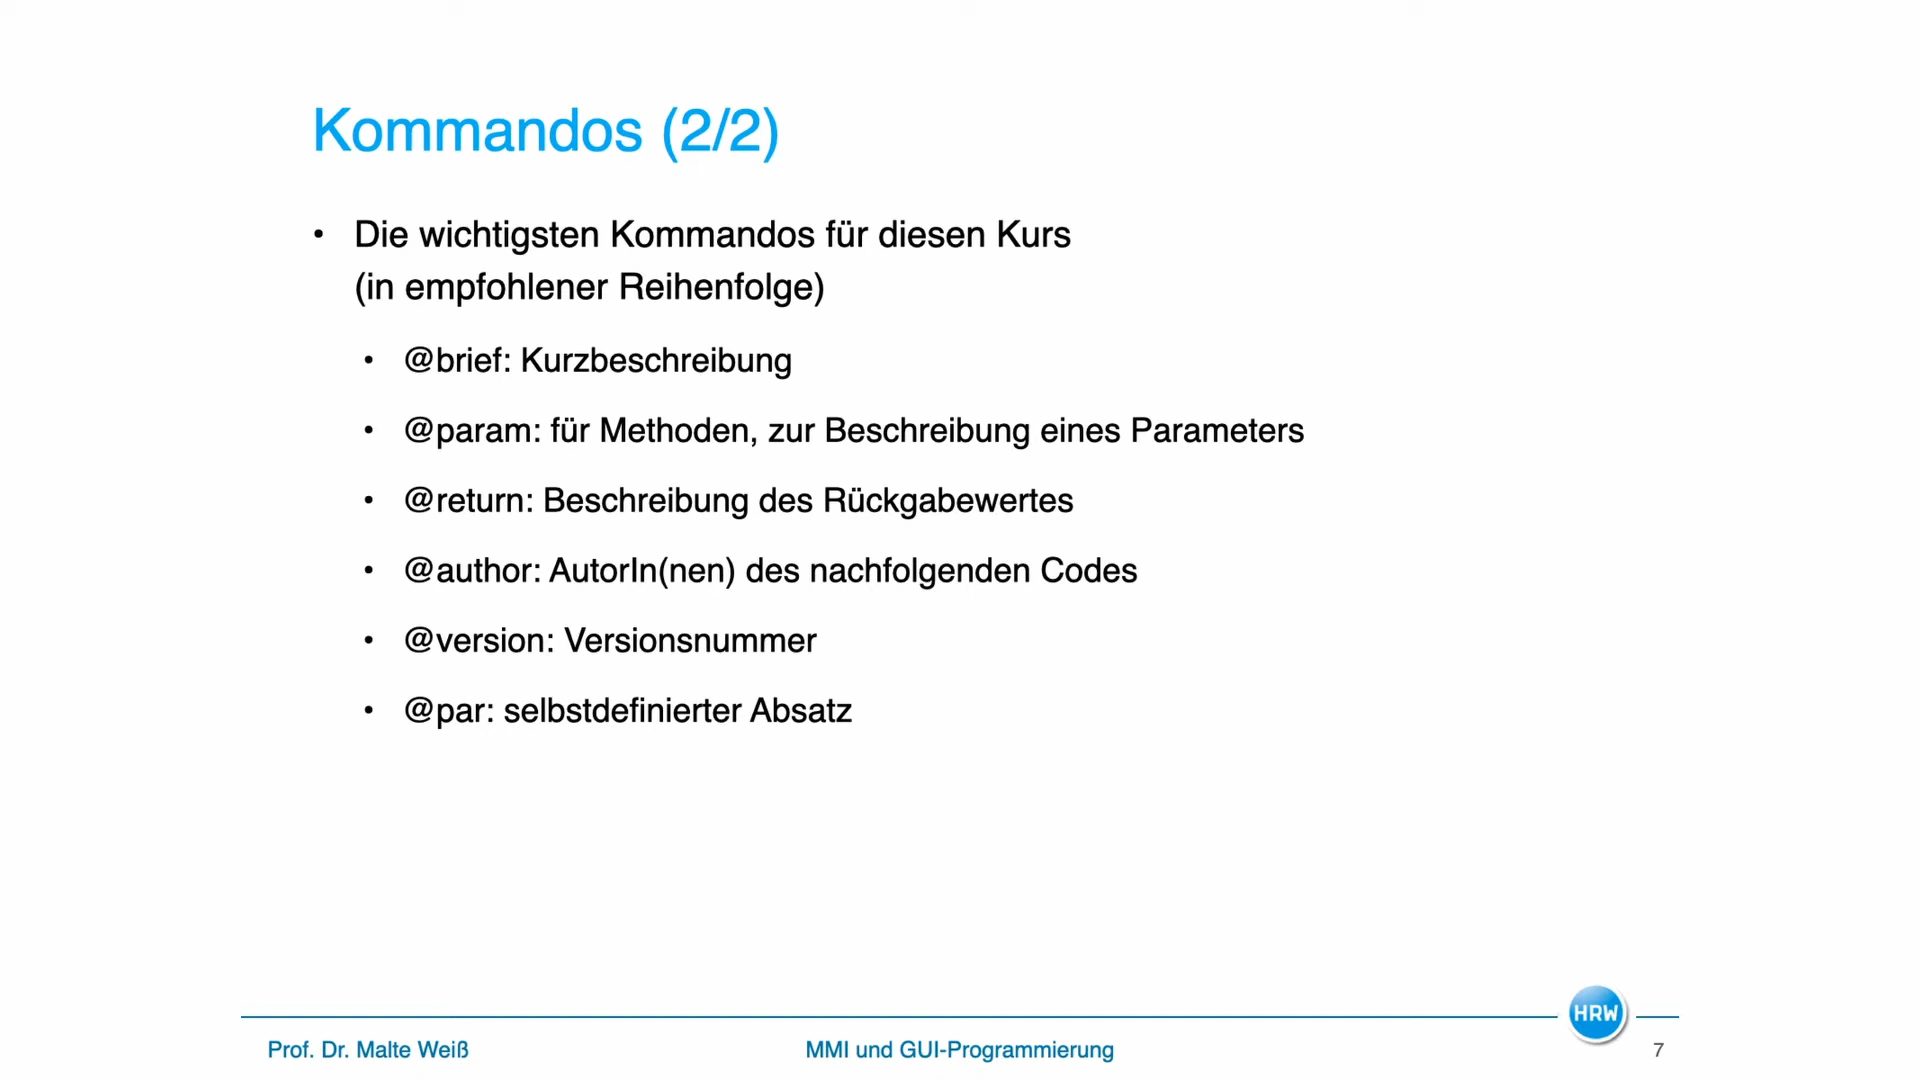 Kommandos (2/2)
• Die wichtigsten Kommandos für diesen Kurs
(in empfohlener Reihenfolge)
• @brief: Kurzbeschreibung
• @param: für Methoden, zur Beschreibung eines Parameters
• @return: Beschreibung des Rückgabewertes
• @author: AutorIn(nen) des nachfolgenden Codes
• @version: Versionsnummer
• @par: selbstdefinierter Absatz
HRW
Prof. Dr. Malte Weiß
MMI und GUI-Programmierung
7